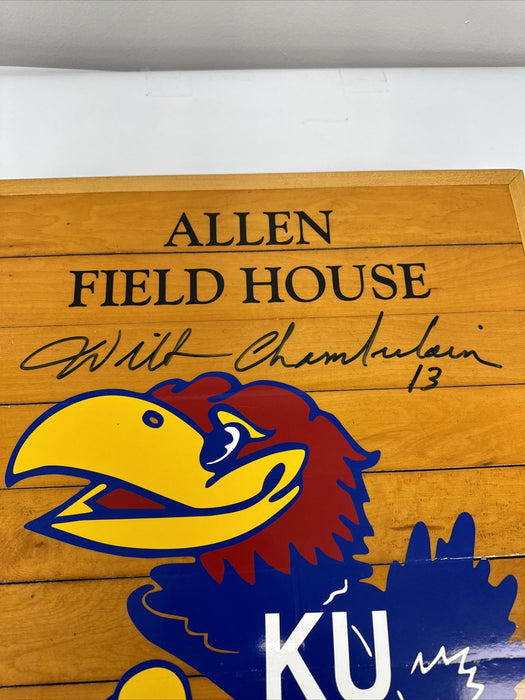 ALLEN
FIELD HOUSE
Wilt Chamberlain
13
KU